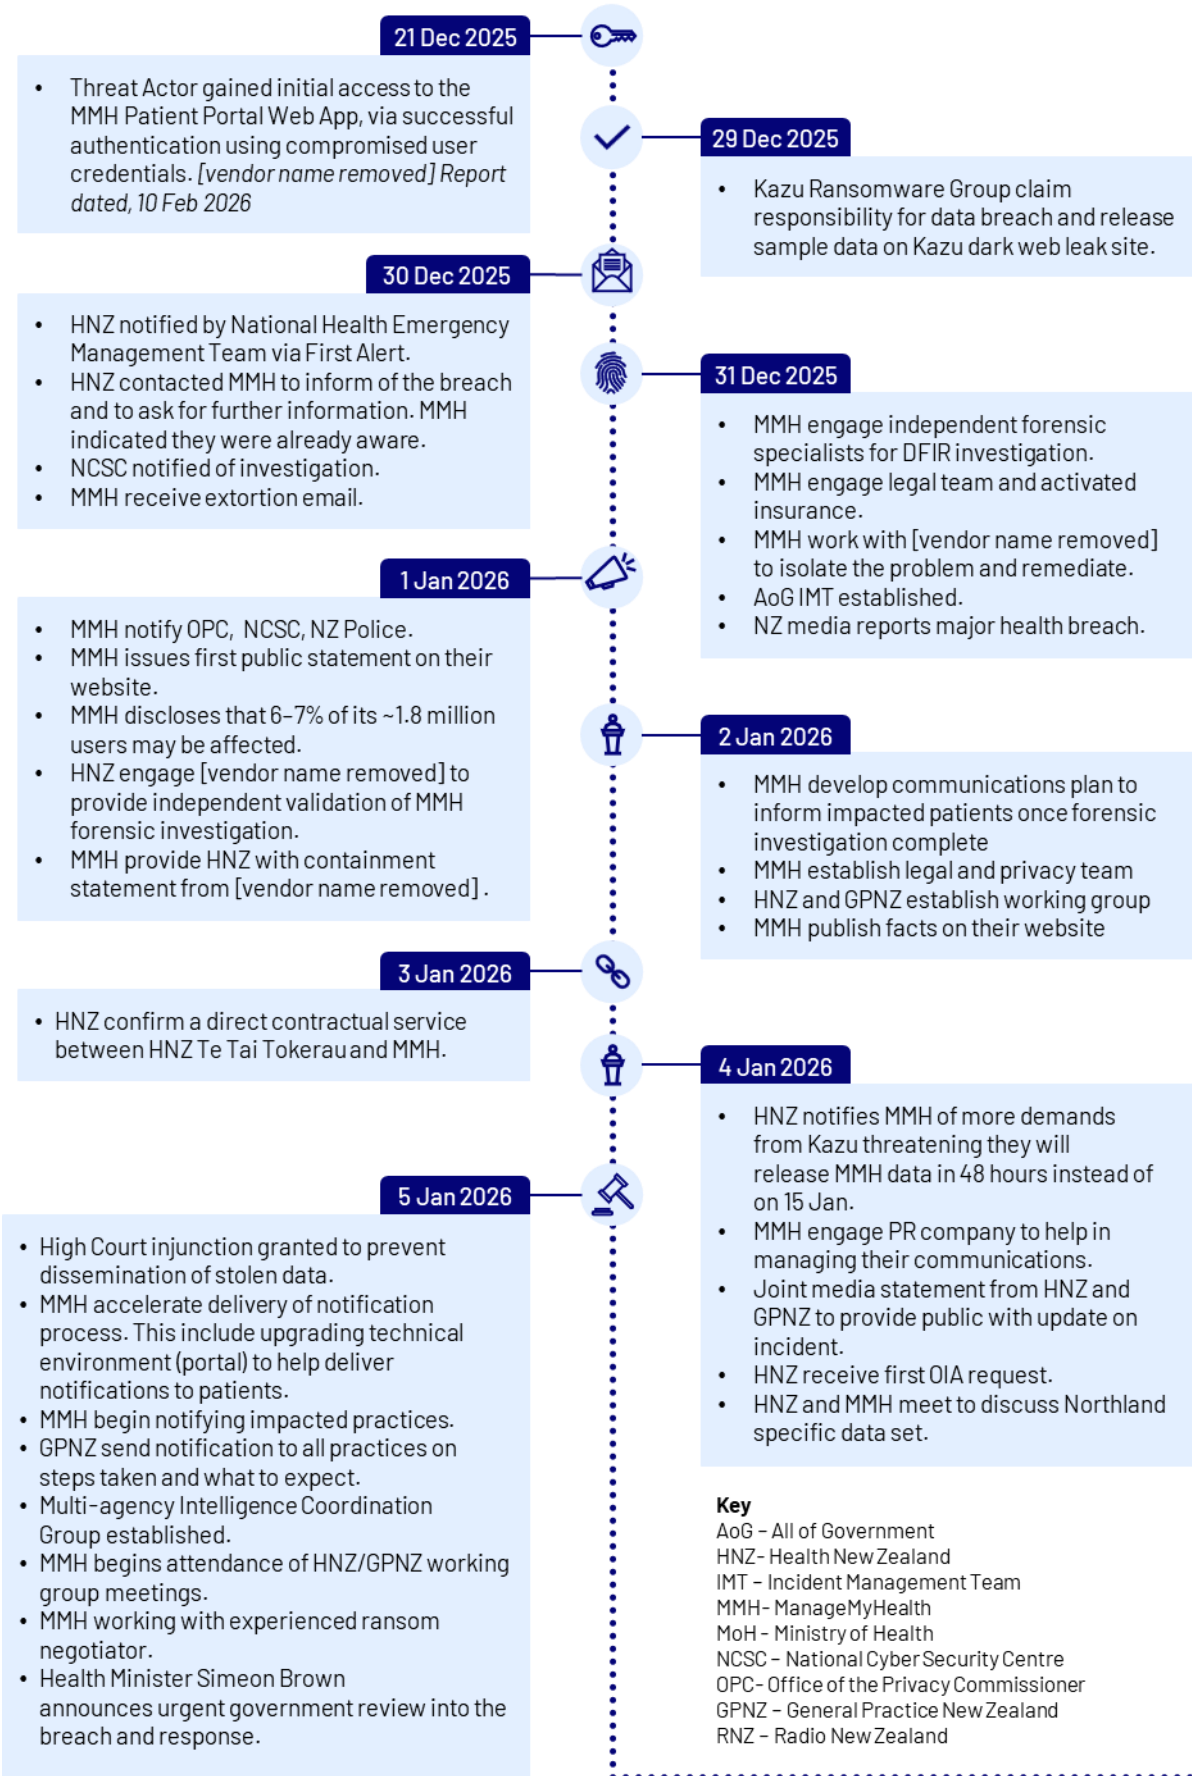 21 Dec 2025
• Threat Actor gained initial access to the
MMH Patient Portal Web App, via successful
authentication using compromised user
credentials. [vendor name removed] Report
dated, 10 Feb 2026
29 Dec 2025
• Kazu Ransomware Group claim
responsibility for data breach and release
sample data on Kazu dark web leak site.
30 Dec 2025
• HNZ notified by National Health Emergency
Management Team via First Alert.
• HNZ contacted MMH to inform of the breach
and to ask for further information. MMH
indicated they were already aware.
• NCSC notified of investigation.
• MMH receive extortion email.
31 Dec 2025
• MMH engage independent forensic
specialists for DFIR investigation.
• MMH engage legal team and activated
insurance.
• MMH work with [vendor name removed]
to isolate the problem and remediate.
• AoG IMT established.
• NZ media reports major health breach.
1 Jan 2026
• MMH notify OPC, NCSC, NZ Police.
• MMH issues first public statement on their
website.
• MMH discloses that 6–7% of its ~1.8 million
users may be affected.
• HNZ engage [vendor name removed] to
provide independent validation of MMH
forensic investigation.
• MMH provide HNZ with containment
statement from [vendor name removed] .
2 Jan 2026
• MMH develop communications plan to
inform impacted patients once forensic
investigation complete
• MMH establish legal and privacy team
• HNZ and GPNZ establish working group
• MMH publish facts on their website
3 Jan 2026
• HNZ confirm a direct contractual service
between HNZ Te Tai Tokerau and MMH.
4 Jan 2026
• HNZ notifies MMH of more demands
from Kazu threatening they will
release MMH data in 48 hours instead of
on 15 Jan.
• MMH engage PR company to help in
managing their communications.
• Joint media statement from HNZ and
GPNZ to provide public with update on
incident.
• HNZ receive first OIA request.
• HNZ and MMH meet to discuss Northland
specific data set.
5 Jan 2026
• High Court injunction granted to prevent
dissemination of stolen data.
• MMH accelerate delivery of notification
process. This include upgrading technical
environment (portal) to help deliver
notifications to patients.
• MMH begin notifying impacted practices.
• GPNZ send notification to all practices on
steps taken and what to expect.
• Multi-agency Intelligence Coordination
Group established.
• MMH begins attendance of HNZ/GPNZ working
group meetings.
• MMH working with experienced ransom
negotiator.
• Health Minister Simeon Brown
announces urgent government review into the
breach and response.
Key
AoG – All of Government
HNZ- Health New Zealand
IMT – Incident Management Team
MMH- ManageMyHealth
MoH - Ministry of Health
NCSC – National Cyber Security Centre
OPC- Office of the Privacy Commissioner
GPNZ – General Practice New Zealand
RNZ – Radio New Zealand